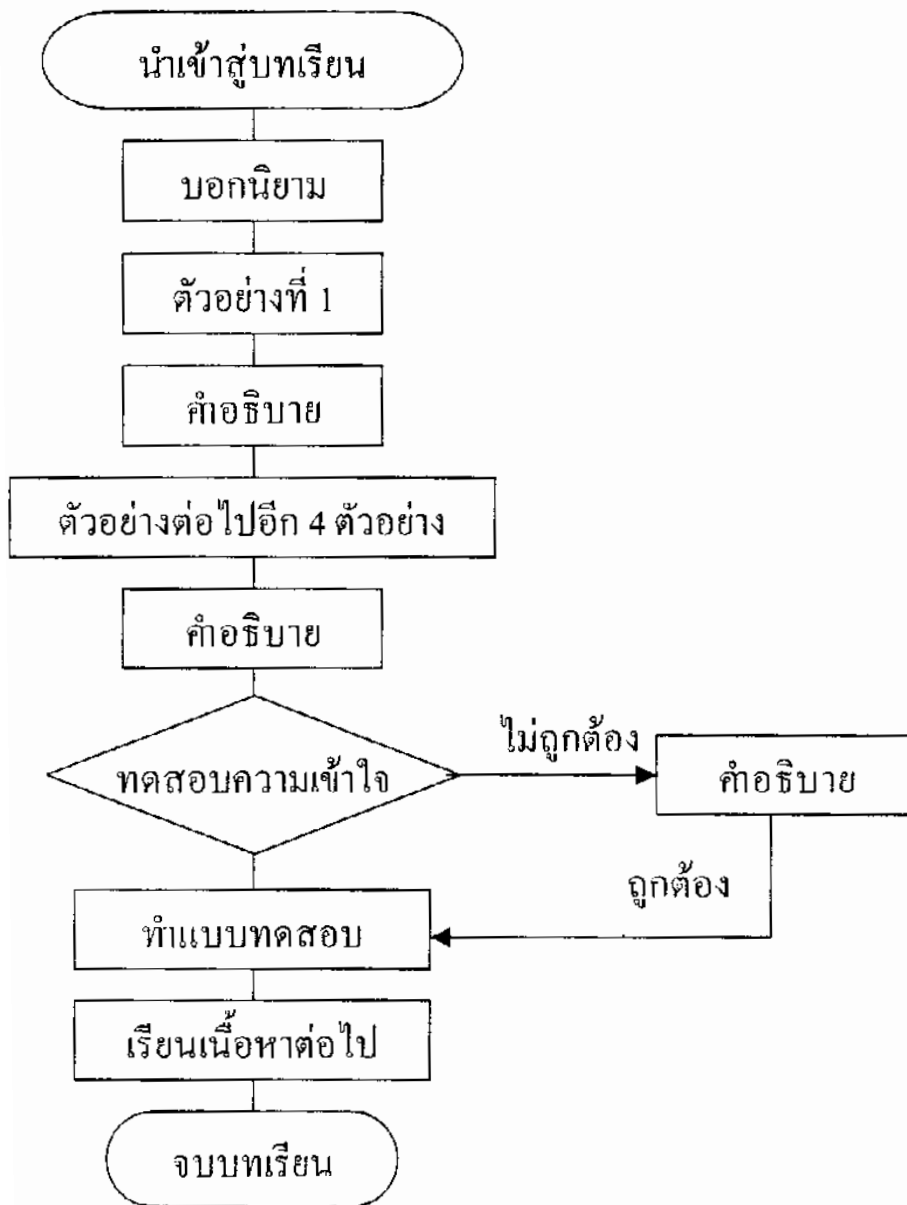 นำเข้าสู่บทเรียน
บอกนิยาม
ตัวอย่างที่ 1
คำอธิบาย
ตัวอย่างต่อไปอีก 4 ตัวอย่าง
คำอธิบาย
ทดสอบความเข้าใจ
ไม่ถูกต้อง
คำอธิบาย
ถูกต้อง
ทำแบบทดสอบ
เรียนเนื้อหาต่อไป
จบบทเรียน